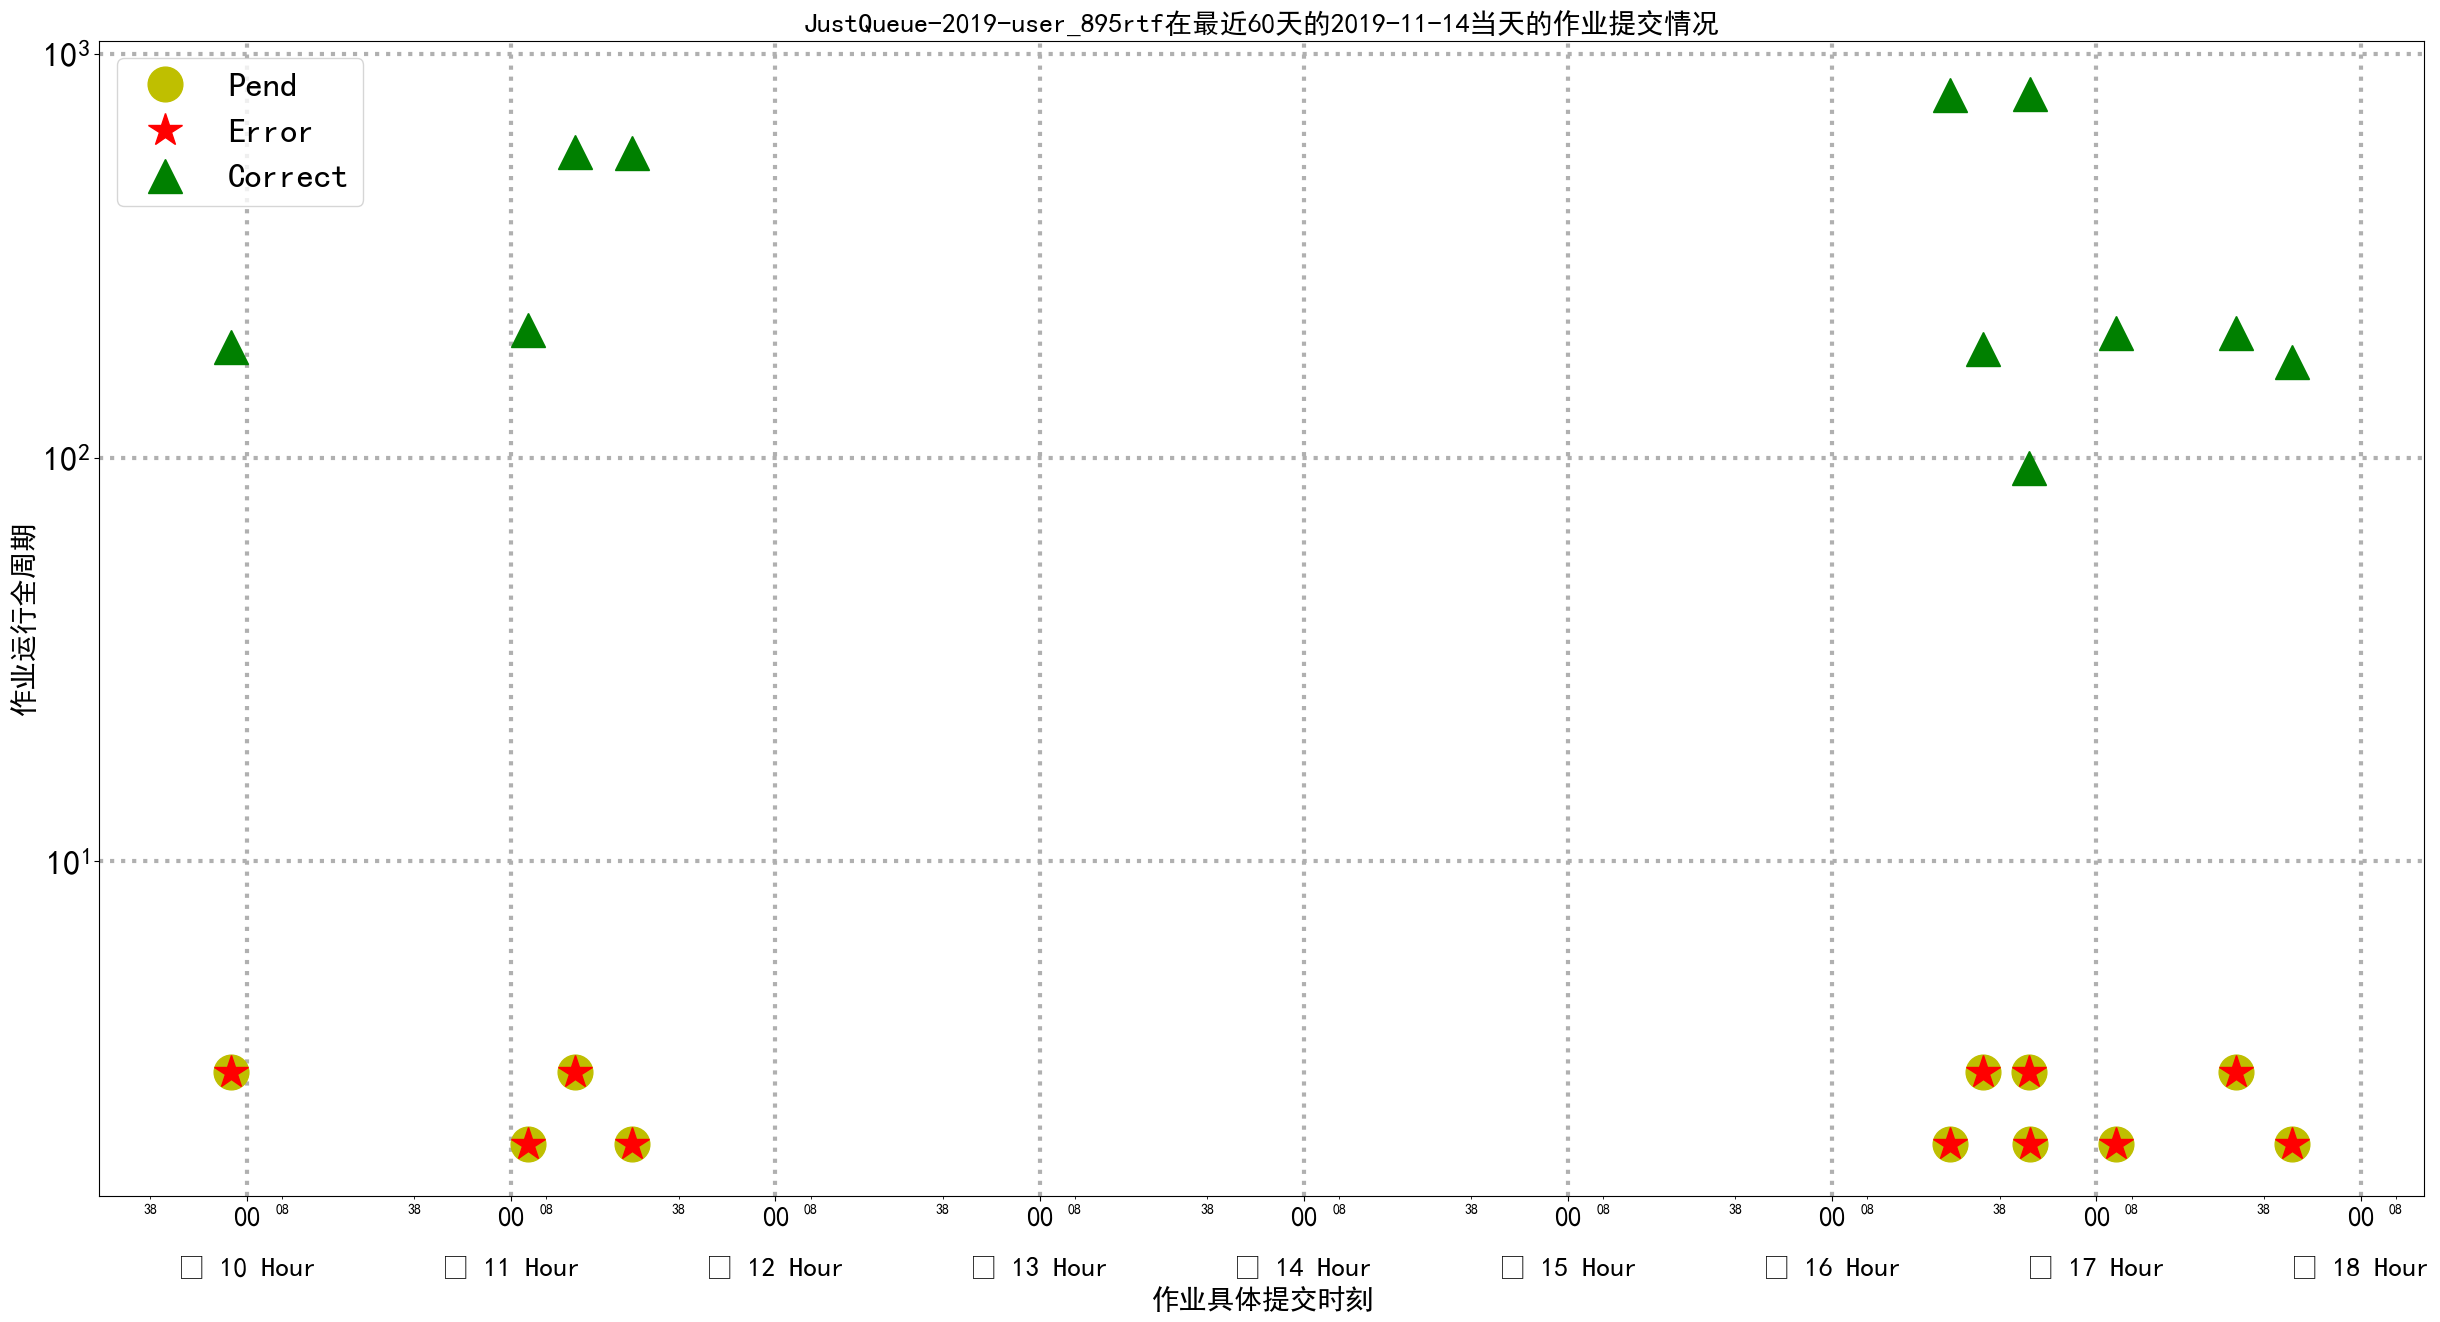 JustQueue-2019-user_895rtf在最近60天的2019-11-14当天的作业提交情况
10³
Pend
Error
Correct
10²
作业运行全周期
10¹
38 00 08 38 00 08 38 00 08 38 00 08 38 00 08 38 00 08 38 00 08 38 00 08 38 00 08
□ 10 Hour □ 11 Hour □ 12 Hour □ 13 Hour □ 14 Hour □ 15 Hour □ 16 Hour □ 17 Hour □ 18 Hour
作业具体提交时刻